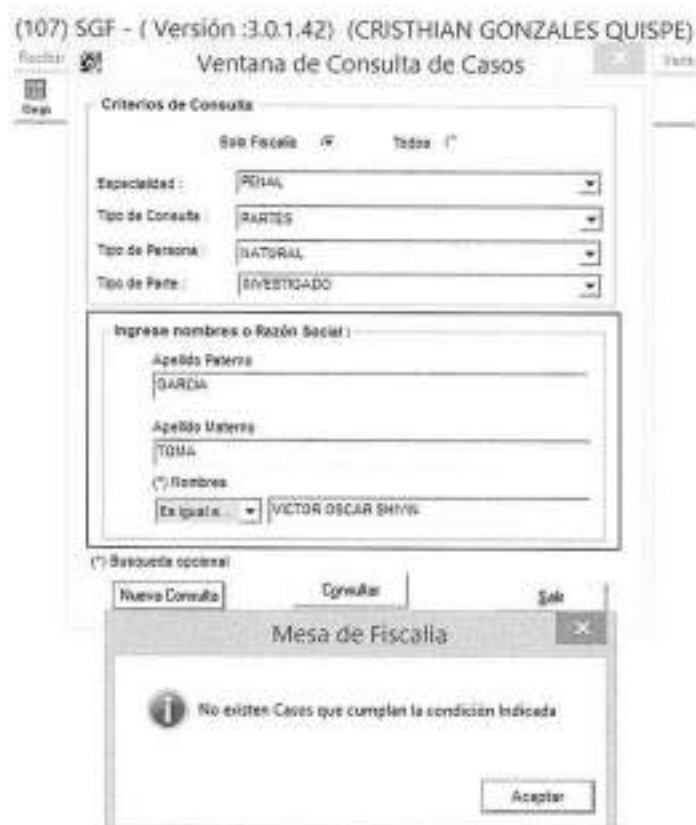 (107) SGF - ( Versión :3.0.1.42) (CRISTHIAN GONZALES QUISPE)
Ventana de Consulta de Casos
Criterios de Consulta
Solo Fiscalía Todos
Especialidad : PENAL
Tipo de Consulta : PARTES
Tipo de Persona : NATURAL
Tipo de Parte : INVESTIGADO
Ingrese nombres o Razón Social :
Apellido Paterno
GARCIA
Apellido Materno
TOMA
(*) Nombres
Es igual a... VICTOR OSCAR
(*) Busqueda opcional
Nueva Consulta Consultar Salir
Mesa de Fiscalia
No existen Casos que cumplan la condición Indicada
Aceptar